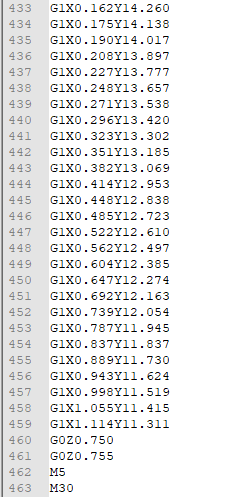 433 G1X0.162Y14.260
434 G1X0.175Y14.138
435 G1X0.190Y14.017
436 G1X0.208Y13.897
437 G1X0.227Y13.777
438 G1X0.248Y13.657
439 G1X0.271Y13.538
440 G1X0.296Y13.420
441 G1X0.323Y13.302
442 G1X0.351Y13.185
443 G1X0.382Y13.069
444 G1X0.414Y12.953
445 G1X0.448Y12.838
446 G1X0.485Y12.723
447 G1X0.522Y12.610
448 G1X0.562Y12.497
449 G1X0.604Y12.385
450 G1X0.647Y12.274
451 G1X0.692Y12.163
452 G1X0.739Y12.054
453 G1X0.787Y11.945
454 G1X0.837Y11.837
455 G1X0.889Y11.730
456 G1X0.943Y11.624
457 G1X0.998Y11.519
458 G1X1.055Y11.415
459 G1X1.114Y11.311
460 G0Z0.750
461 G0Z0.755
462 M5
463 M30